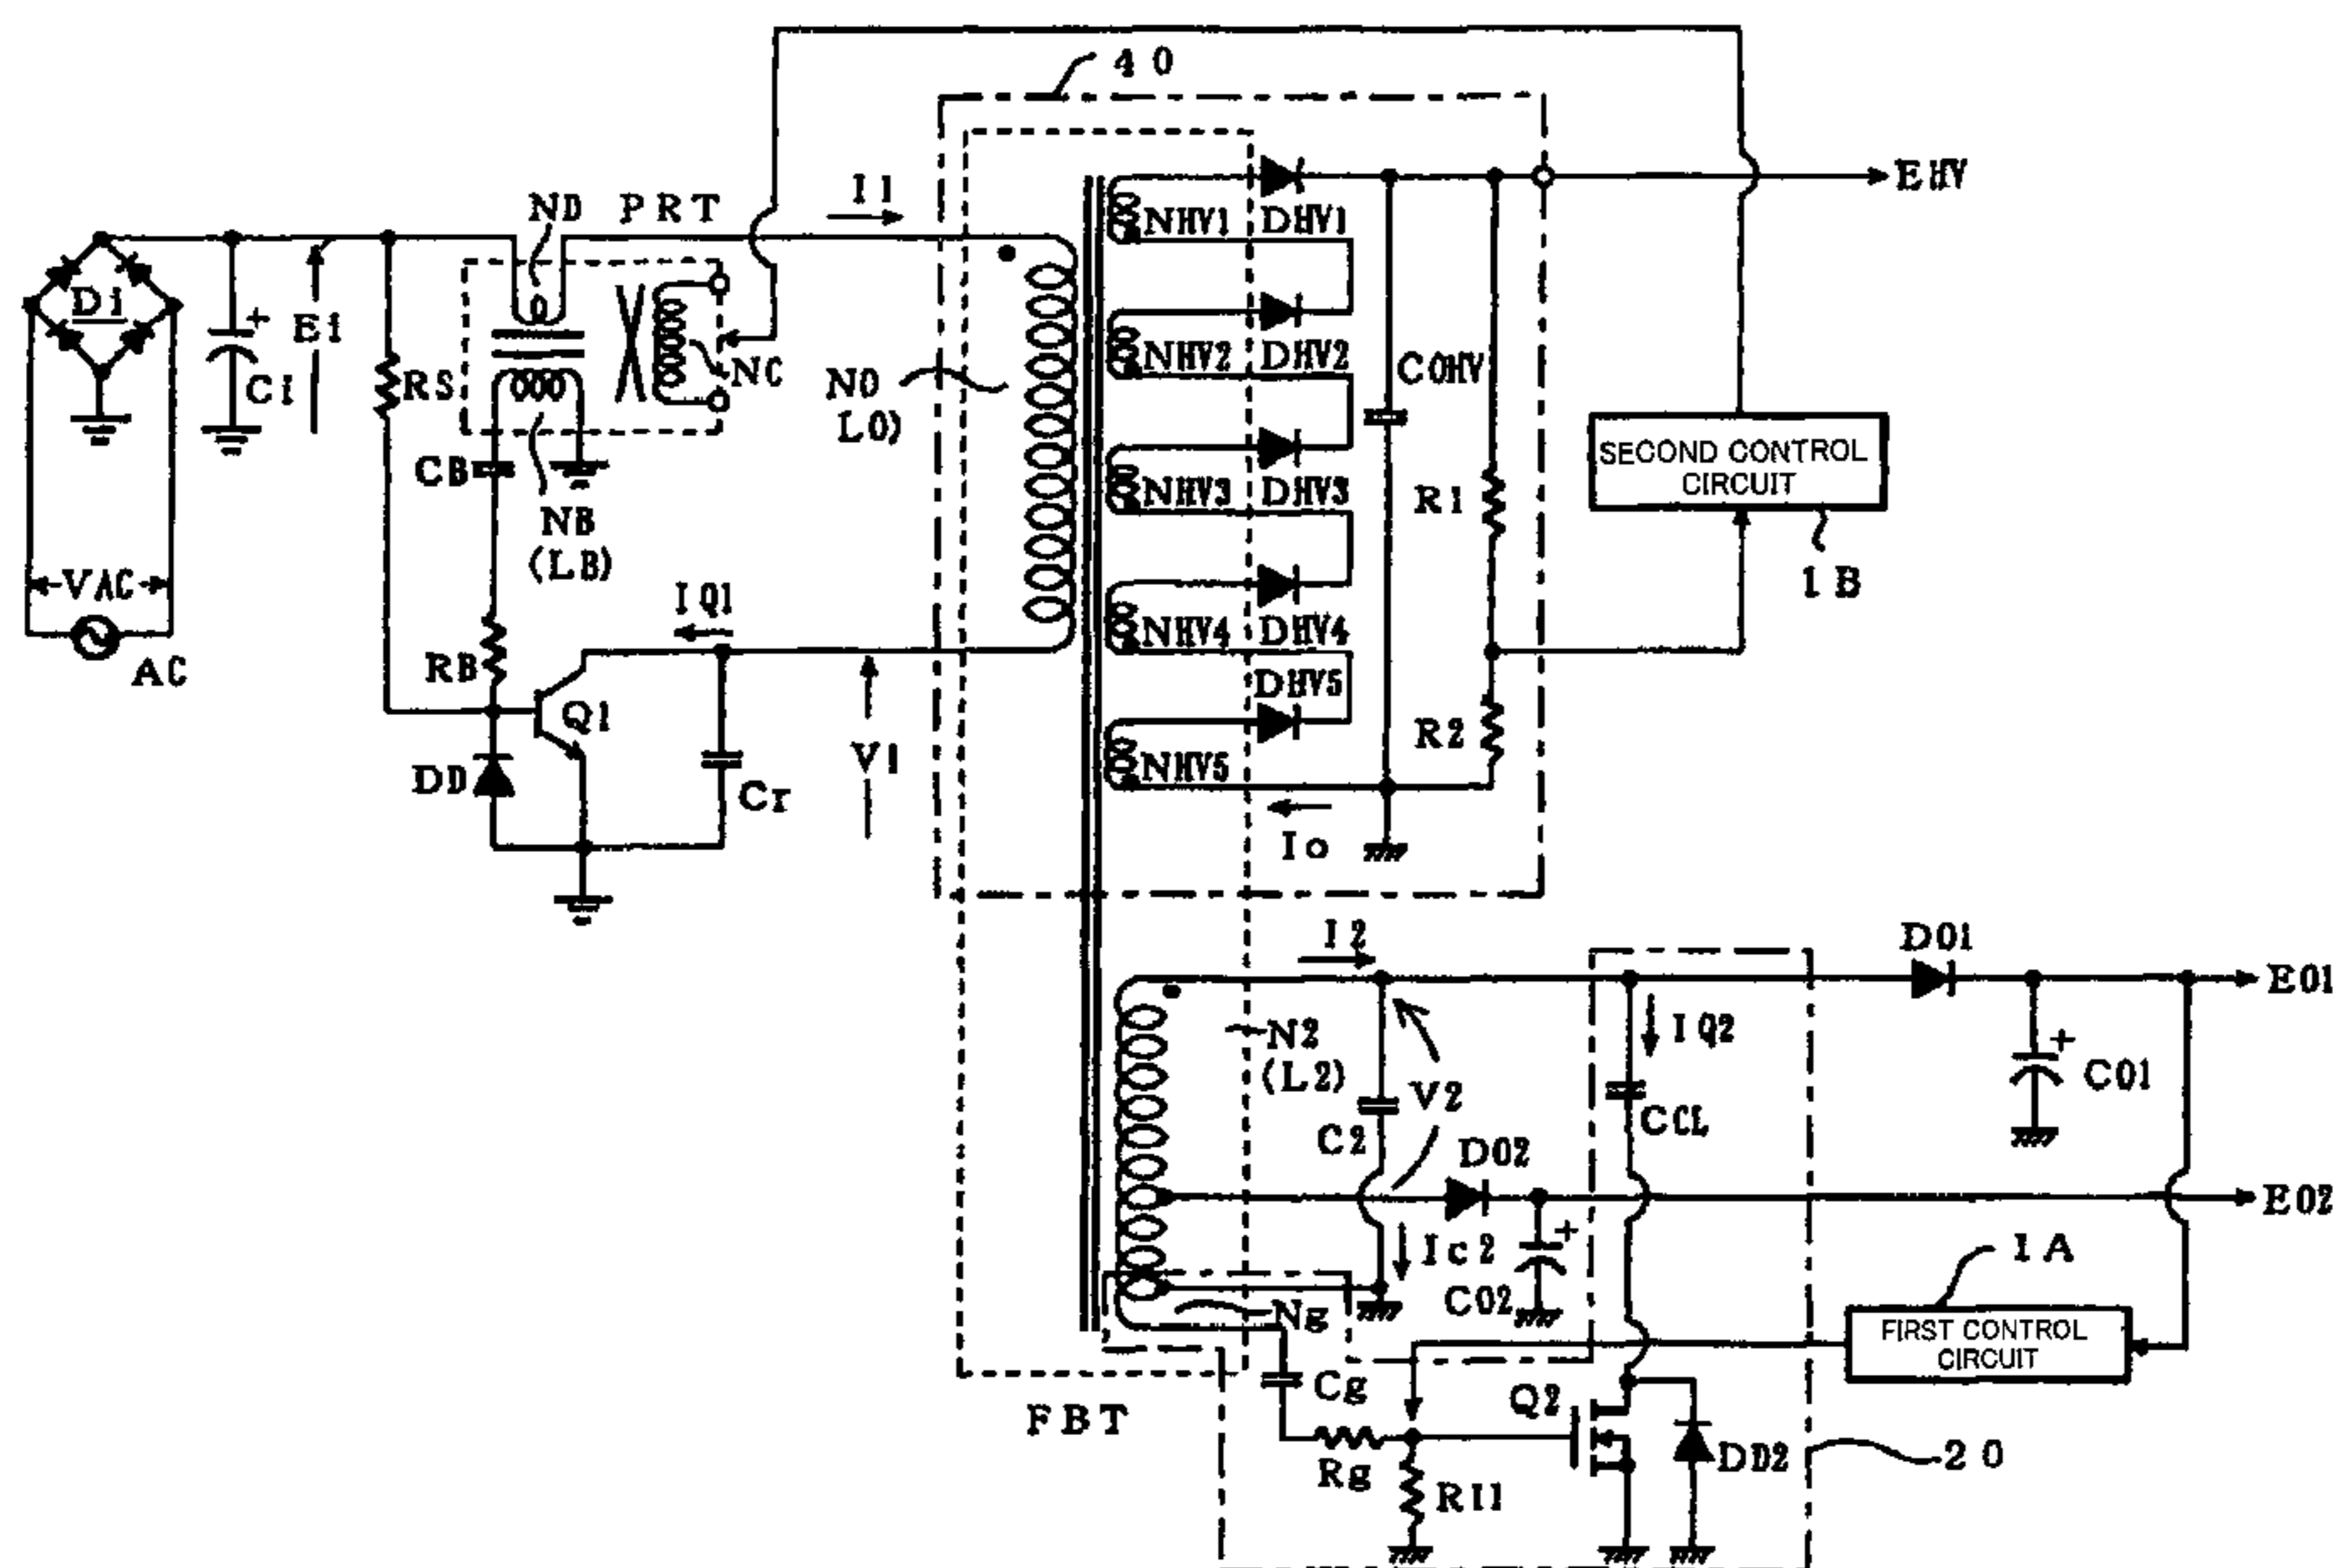 40
EHV
ND PRT I1
NHV1 DHV1
Di
+
Ei
Ci
RS
NC
N0
L0)
NHV2 DHV2
C0HV
CB
NB
(LB)
NHV3 DHV3
R1
SECOND CONTROL
CIRCUIT
1B
VAC
AC
IQ1
RB
Q1
DD
Cr
V1
NHV4 DHV4
DHV5
NHV5
R2
Io
I2
D01
E01
N2
(L2)
IQ2
+
C01
V2
C2
CCL
D02
E02
Ic2
+
C02
1A
Ng
FIRST CONTROL
CIRCUIT
Cg
Q2
FBT
Rg
R11
DD2
20